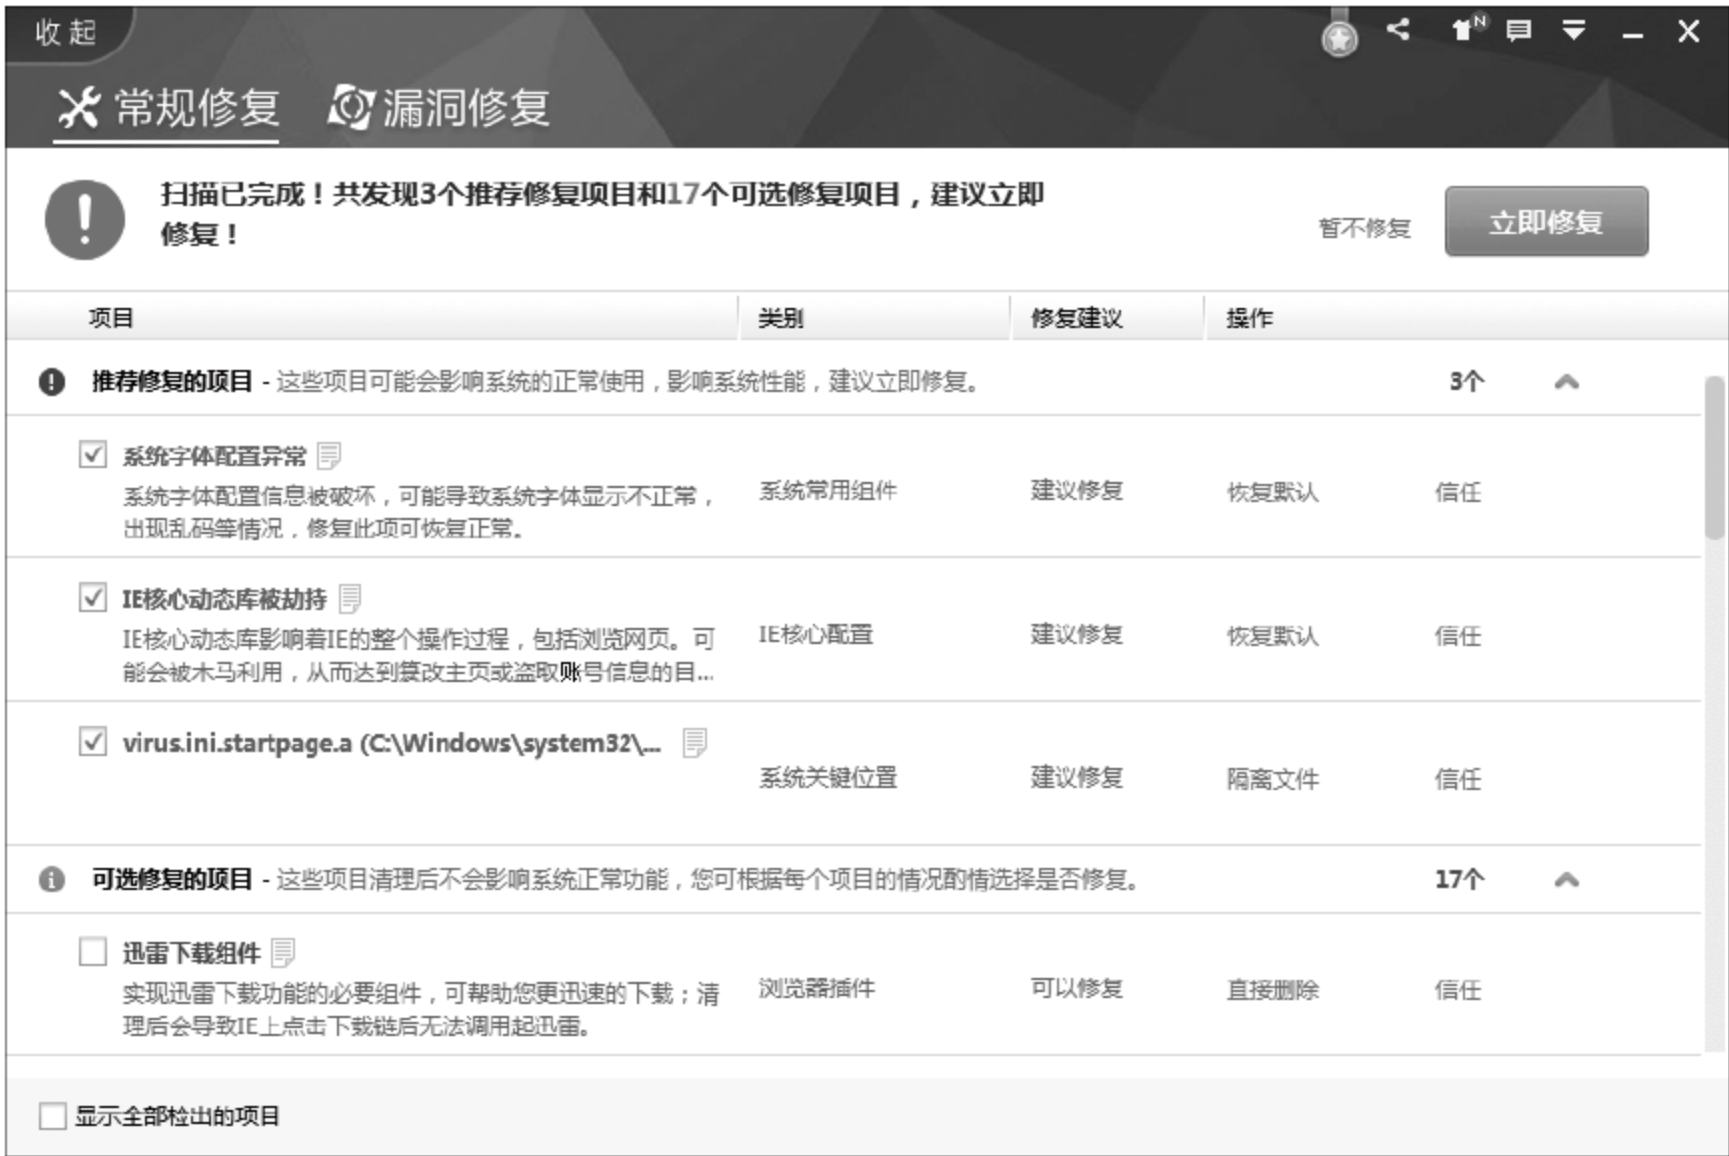 收起
N
常规修复 漏洞修复
扫描已完成！共发现3个推荐修复项目和17个可选修复项目，建议立即
修复！
暂不修复 立即修复
项目 类别 修复建议 操作
推荐修复的项目 - 这些项目可能会影响系统的正常使用，影响系统性能，建议立即修复。 3个
系统字体配置异常
系统字体配置信息被破坏，可能导致系统字体显示不正常，
出现乱码等情况，修复此项可恢复正常。
系统常用组件 建议修复 恢复默认 信任
IE核心动态库被劫持
IE核心动态库影响着IE的整个操作过程，包括浏览网页。可
能会被木马利用，从而达到篡改主页或盗取账号信息的目...
IE核心配置 建议修复 恢复默认 信任
virus.ini.startpage.a (C:\Windows\system32\...
系统关键位置 建议修复 隔离文件 信任
可选修复的项目 - 这些项目清理后不会影响系统正常功能，您可根据每个项目的情况酌情选择是否修复。 17个
迅雷下载组件
实现迅雷下载功能的必要组件，可帮助您更迅速的下载；清
理后会导致IE上点击下载链后无法调用起迅雷。
浏览器插件 可以修复 直接删除 信任
显示全部检出的项目